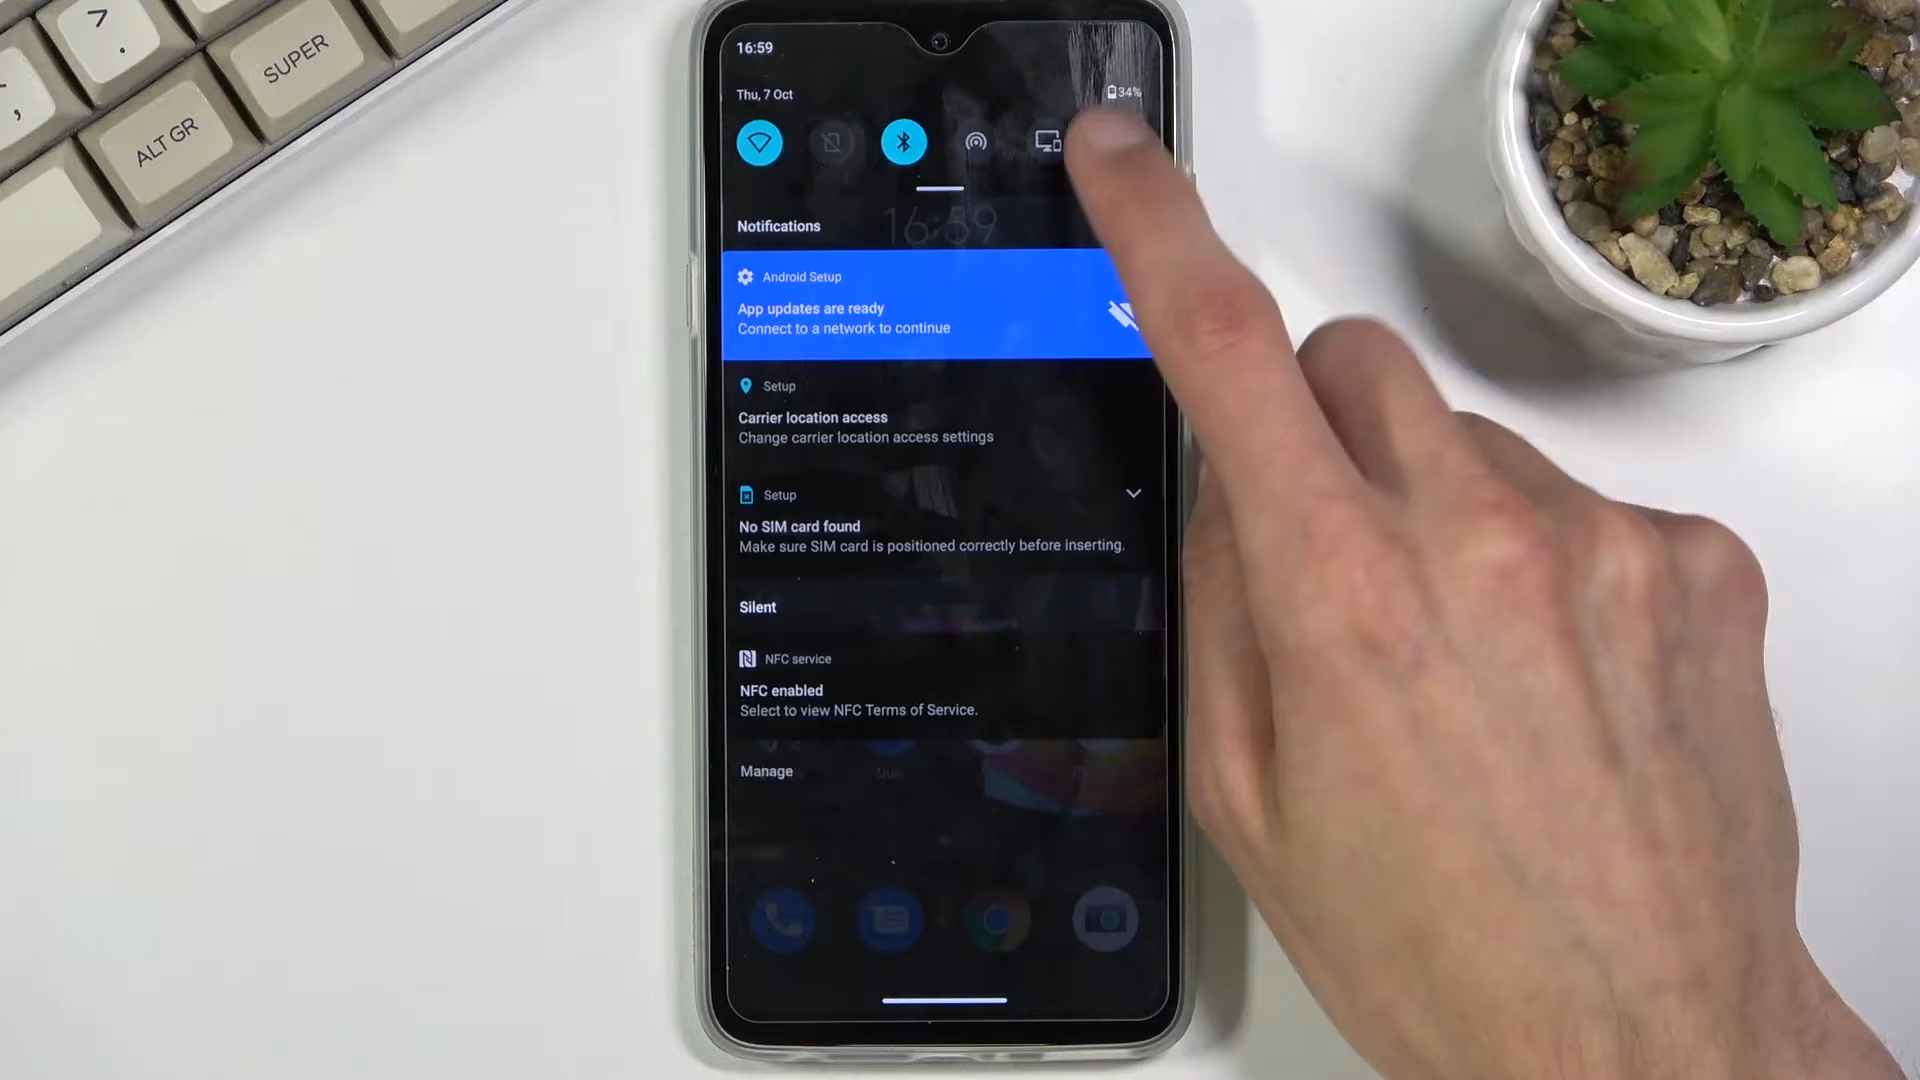 ?
.
;
,
SUPER
ALT GR
16:59
Thu, 7 Oct
34%
16:59
Notifications
Android Setup
App updates are ready
Connect to a network to continue
Setup
Carrier location access
Change carrier location access settings
Setup
No SIM card found
Make sure SIM card is positioned correctly before inserting.
Silent
NFC service
NFC enabled
Select to view NFC Terms of Service.
Manage
Duo